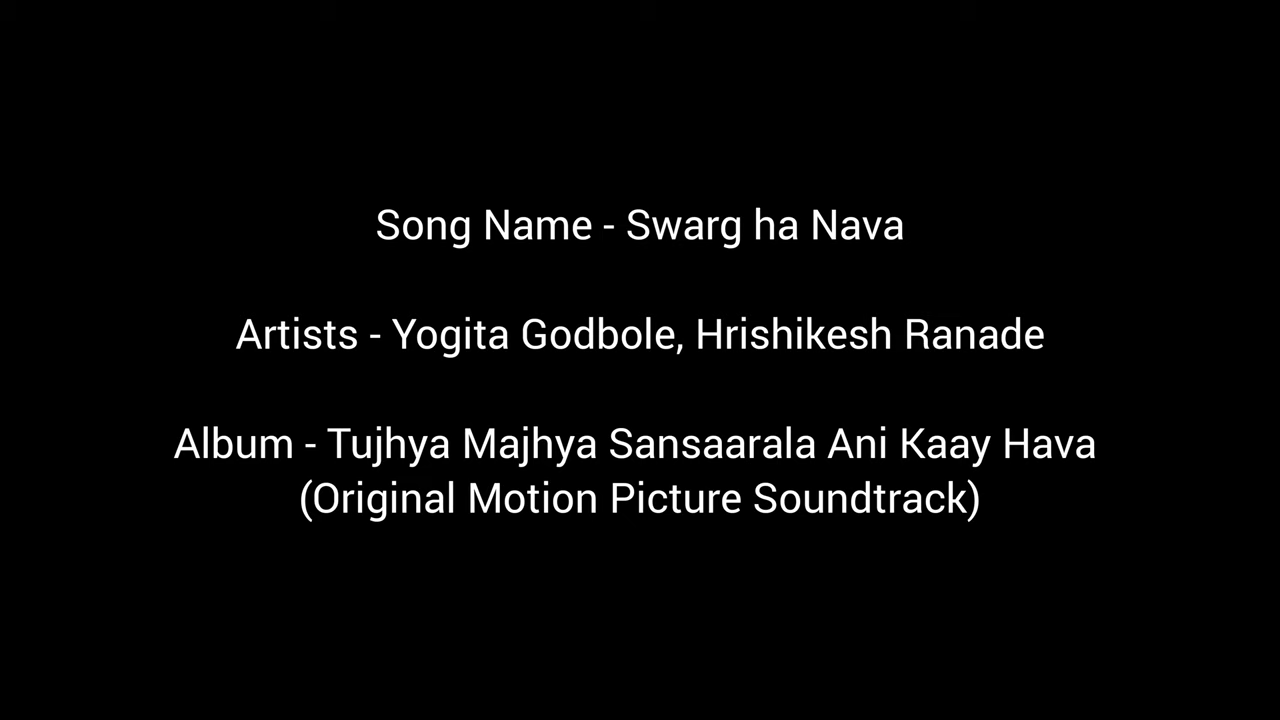 Song Name - Swarg ha Nava
Artists - Yogita Godbole, Hrishikesh Ranade
Album - Tujhya Majhya Sansaarala Ani Kaay Hava
(Original Motion Picture Soundtrack)